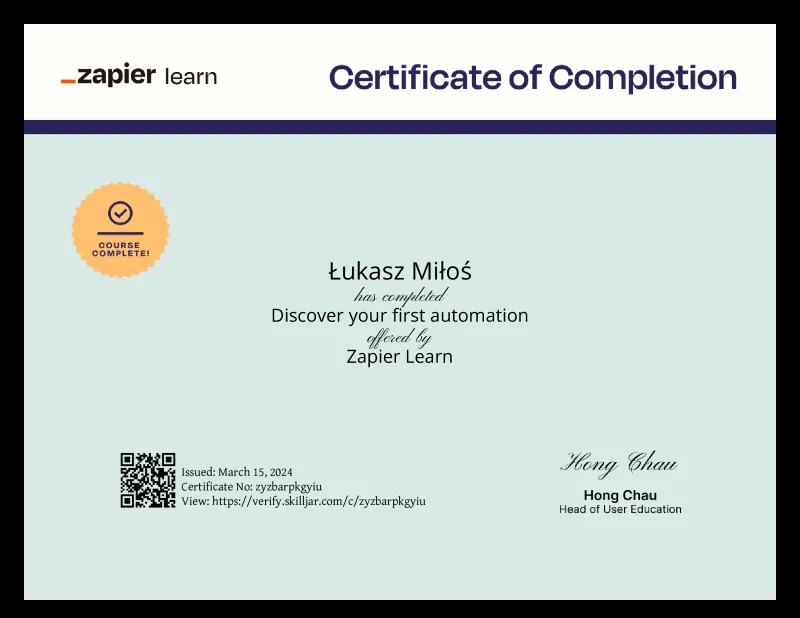 zapier learn
Certificate of Completion
COURSE
COMPLETE!
Łukasz Miłoś
has completed
Discover your first automation
offered by
Zapier Learn
Issued: March 15, 2024
Certificate No: zyzbarpkgyiu
View: https://verify.skilljar.com/c/zyzbarpkgyiu
Hong Chau
Hong Chau
Head of User Education